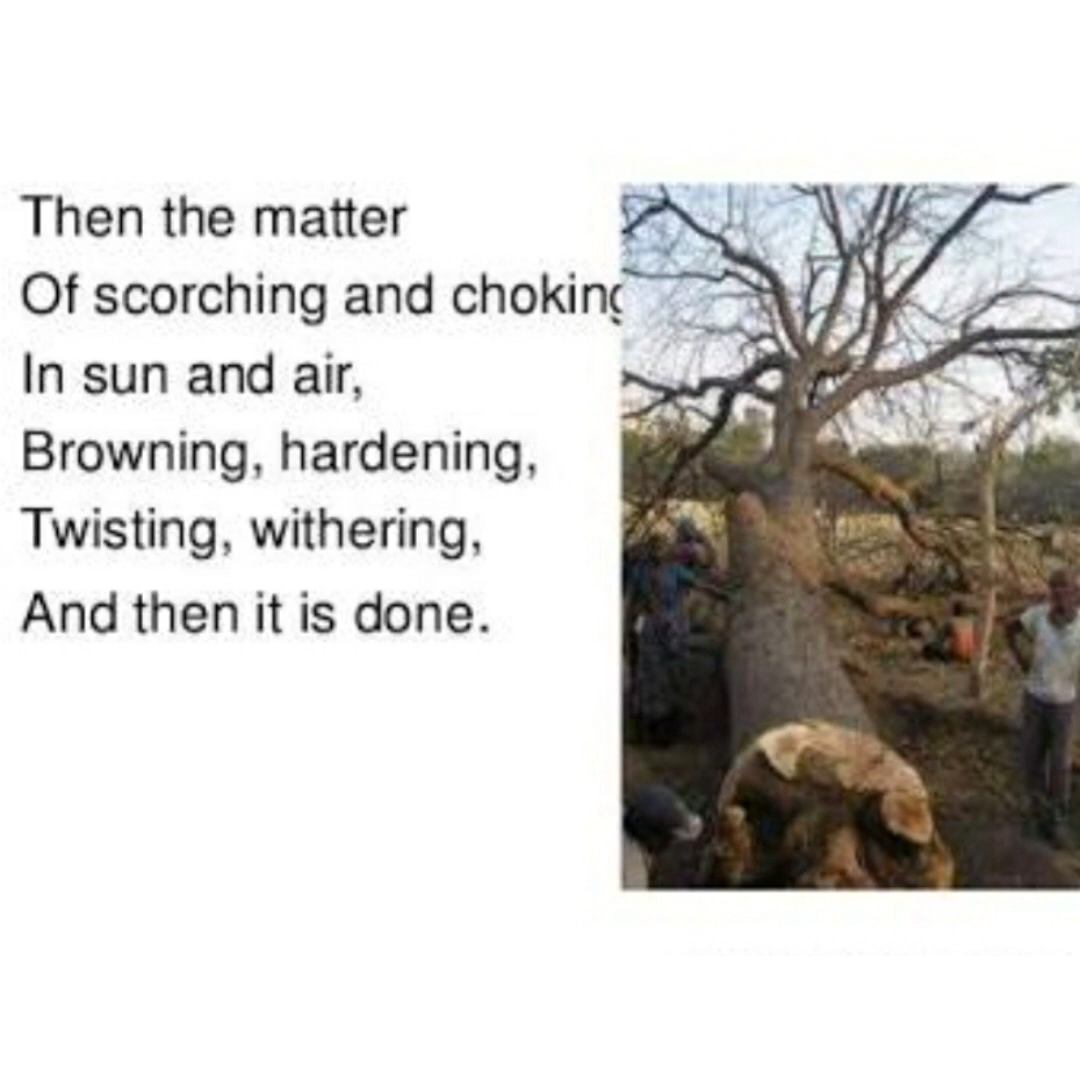 Then the matter
Of scorching and choking
In sun and air,
Browning, hardening,
Twisting, withering,
And then it is done.